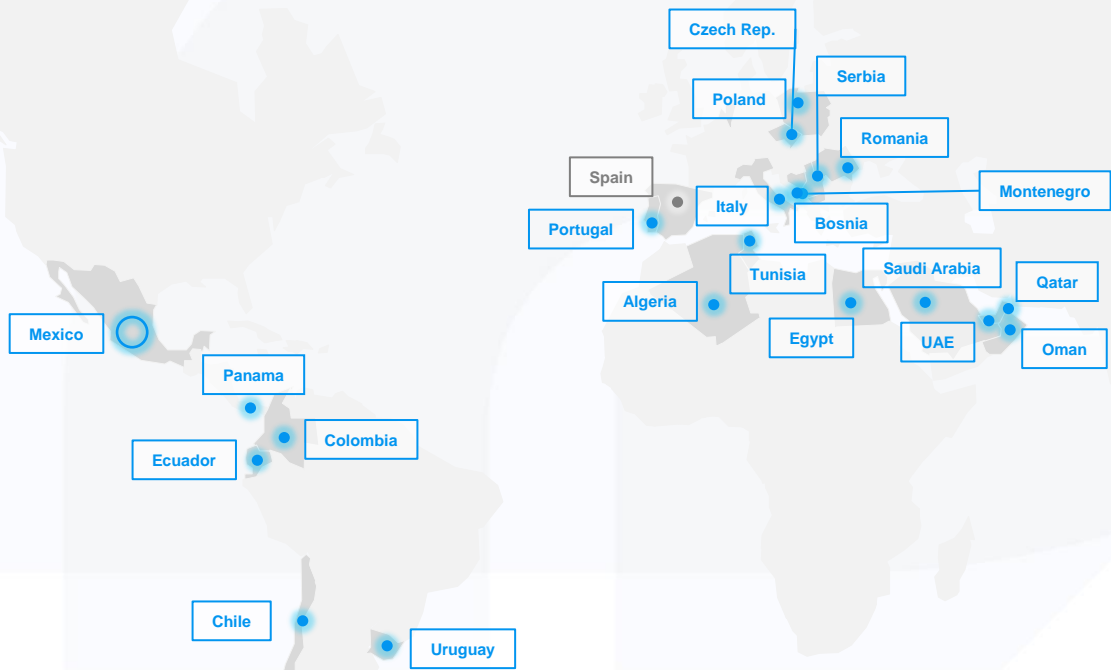 Czech Rep.
Serbia
Poland
Romania
Spain
Italy
Montenegro
Portugal
Bosnia
Tunisia
Saudi Arabia
Qatar
Algeria
Egypt
UAE
Oman
Mexico
Panama
Colombia
Ecuador
Chile
Uruguay